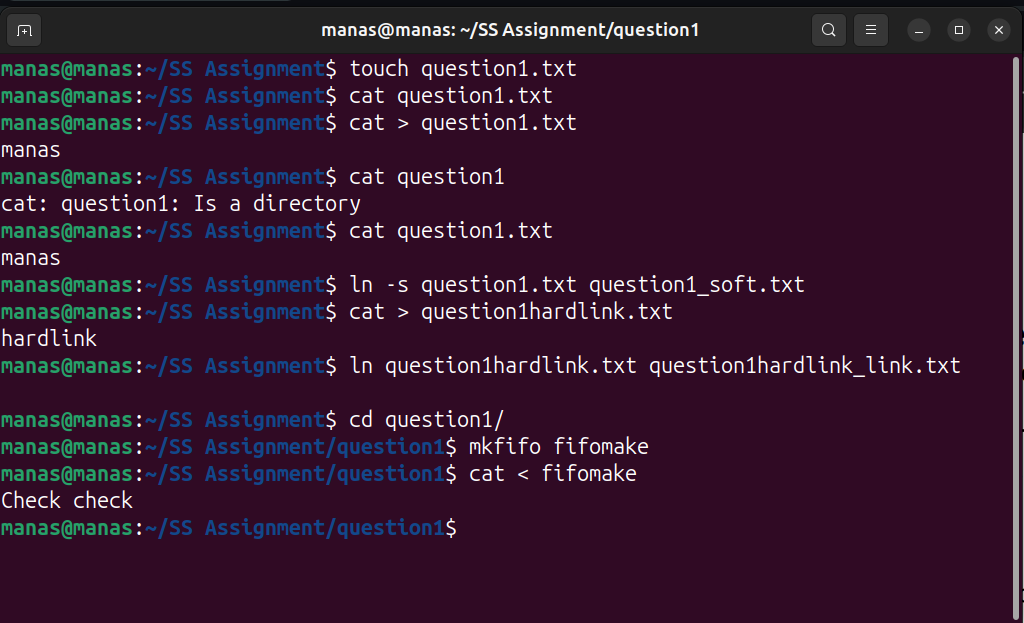 manas@manas: ~/SS Assignment/question1
manas@manas:~/SS Assignment$ touch question1.txt
manas@manas:~/SS Assignment$ cat question1.txt
manas@manas:~/SS Assignment$ cat > question1.txt
manas
manas@manas:~/SS Assignment$ cat question1
cat: question1: Is a directory
manas@manas:~/SS Assignment$ cat question1.txt
manas
manas@manas:~/SS Assignment$ ln -s question1.txt question1_soft.txt
manas@manas:~/SS Assignment$ cat > question1hardlink.txt
hardlink
manas@manas:~/SS Assignment$ ln question1hardlink.txt question1hardlink_link.txt
manas@manas:~/SS Assignment$ cd question1/
manas@manas:~/SS Assignment/question1$ mkfifo fifomake
manas@manas:~/SS Assignment/question1$ cat < fifomake
Check check
manas@manas:~/SS Assignment/question1$